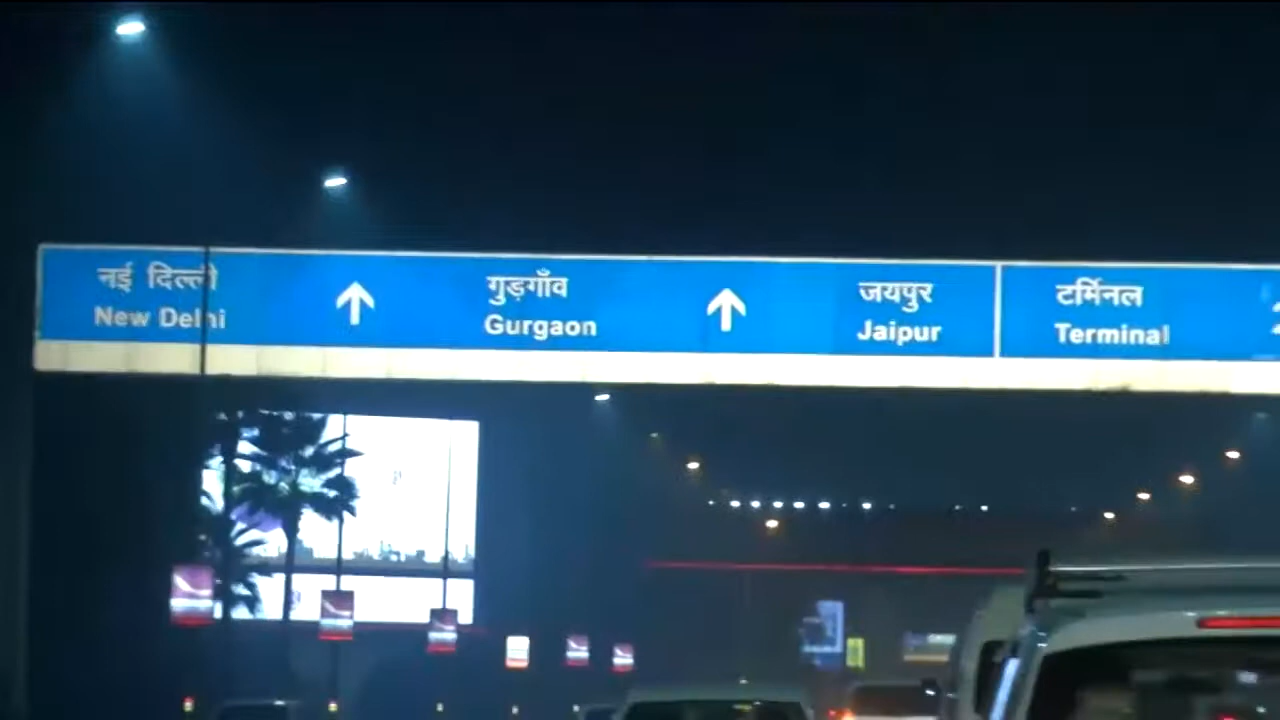 नई दिल्ली
New Delhi
गुड़गाँव
Gurgaon
जयपुर
Jaipur
टर्मिनल
Terminal